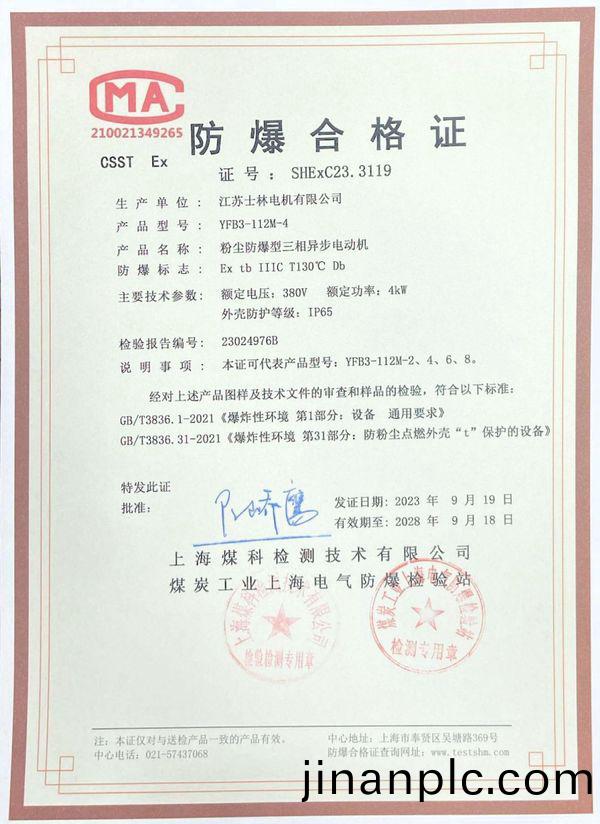 MA
210021349265
CSST Ex
防爆合格证
证号：SHExC23.3119
生产单位：江苏士林电机有限公司
产品型号：YFB3-112M-4
产品名称：粉尘防爆型三相异步电动机
防爆标志：Ex tb IIIC T130℃ Db
主要技术参数：额定电压：380V 额定功率：4kW
外壳防护等级：IP65
检验报告编号：23024976B
说明事项：本证可代表产品型号：YFB3-112M-2、4、6、8。
经对上述产品图样及技术文件的审查和样品的检验，符合以下标准：
GB/T3836.1-2021《爆炸性环境 第1部分：设备 通用要求》
GB/T3836.31-2021《爆炸性环境 第31部分：防粉尘点燃外壳“t”保护的设备》
特发此证
批准：
发证日期：2023 年 9 月 19 日
有效期至：2028 年 9 月 18 日
上海煤科检测技术有限公司
煤炭工业上海电气防爆检验站
检验检测专用章
检测专用章
注：本证仅对与送检产品一致的产品有效。
中心电话：021-57437068
中心地址：上海市奉贤区吴塘路369号
防爆合格证查询网址：www.testshm.com
jinanplc.com